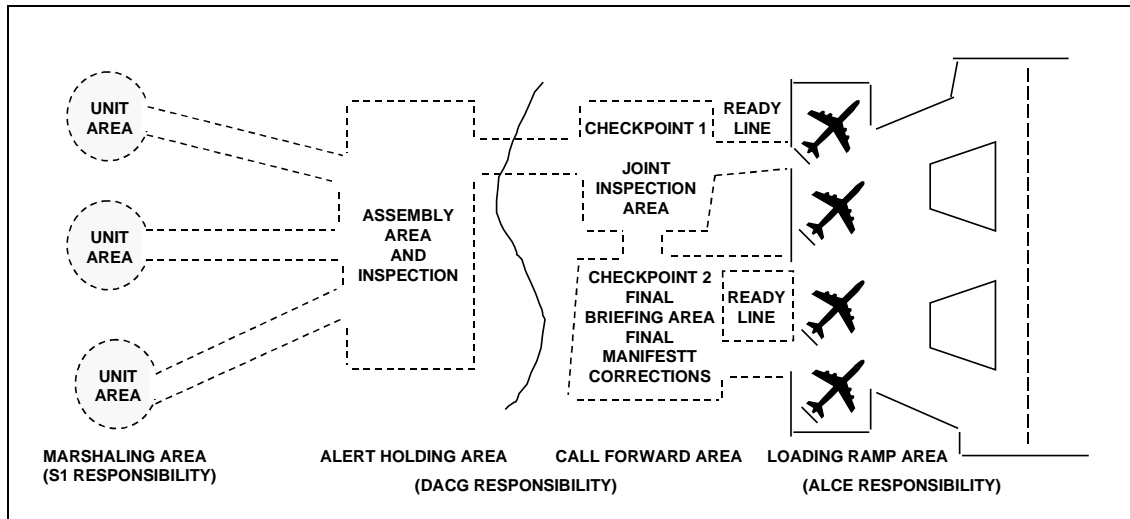 UNIT
AREA
UNIT
AREA
UNIT
AREA
ASSEMBLY
AREA
AND
INSPECTION
CHECKPOINT 1
READY
LINE
JOINT
INSPECTION
AREA
CHECKPOINT 2
FINAL
BRIEFING AREA
FINAL
MANIFESTT
CORRECTIONS
READY
LINE
MARSHALING AREA
(S1 RESPONSIBILITY)
ALERT HOLDING AREA
CALL FORWARD AREA
(DACG RESPONSIBILITY)
LOADING RAMP AREA
(ALCE RESPONSIBILITY)